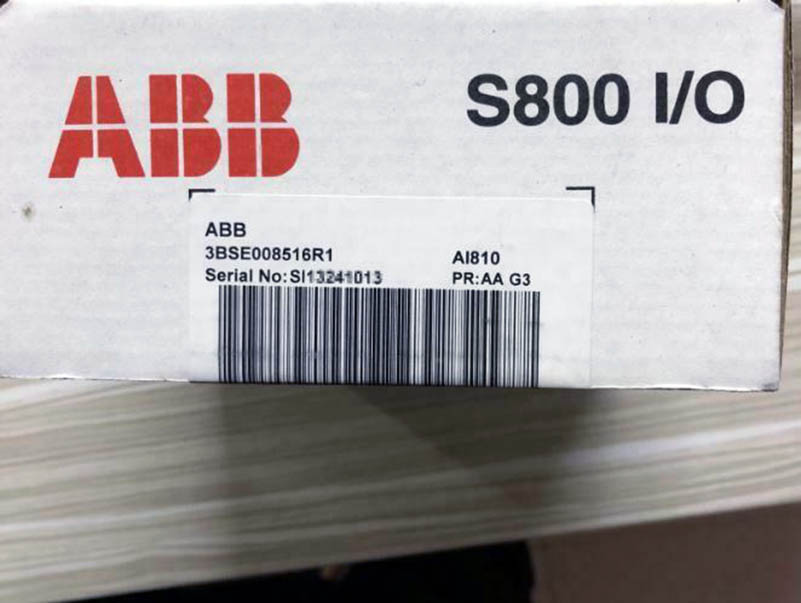 ABB
S800 I/O
ABB
3BSE008516R1
AI810
Serial No:SI13241013
PR:AA G3